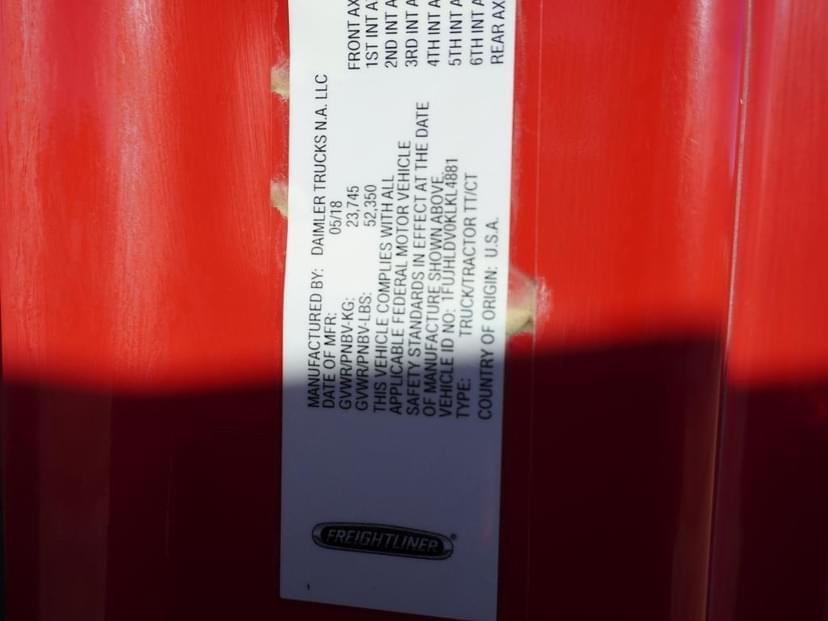 FREIGHTLINER®
MANUFACTURED BY: DAIMLER TRUCKS N.A. LLC
DATE OF MFR: 05/18
GVWR/PNBV-KG: 23,745
GVWR/PNBV-LBS: 52,350
THIS VEHICLE COMPLIES WITH ALL
APPLICABLE FEDERAL MOTOR VEHICLE
SAFETY STANDARDS IN EFFECT AT THE DATE
OF MANUFACTURE SHOWN ABOVE.
VEHICLE ID NO: 1FUJHLDV0KLKL4881
TYPE: TRUCK/TRACTOR TT/CT
COUNTRY OF ORIGIN: U.S.A.
FRONT AX
1ST INT A
2ND INT A
3RD INT A
4TH INT A
5TH INT A
6TH INT A
REAR AX